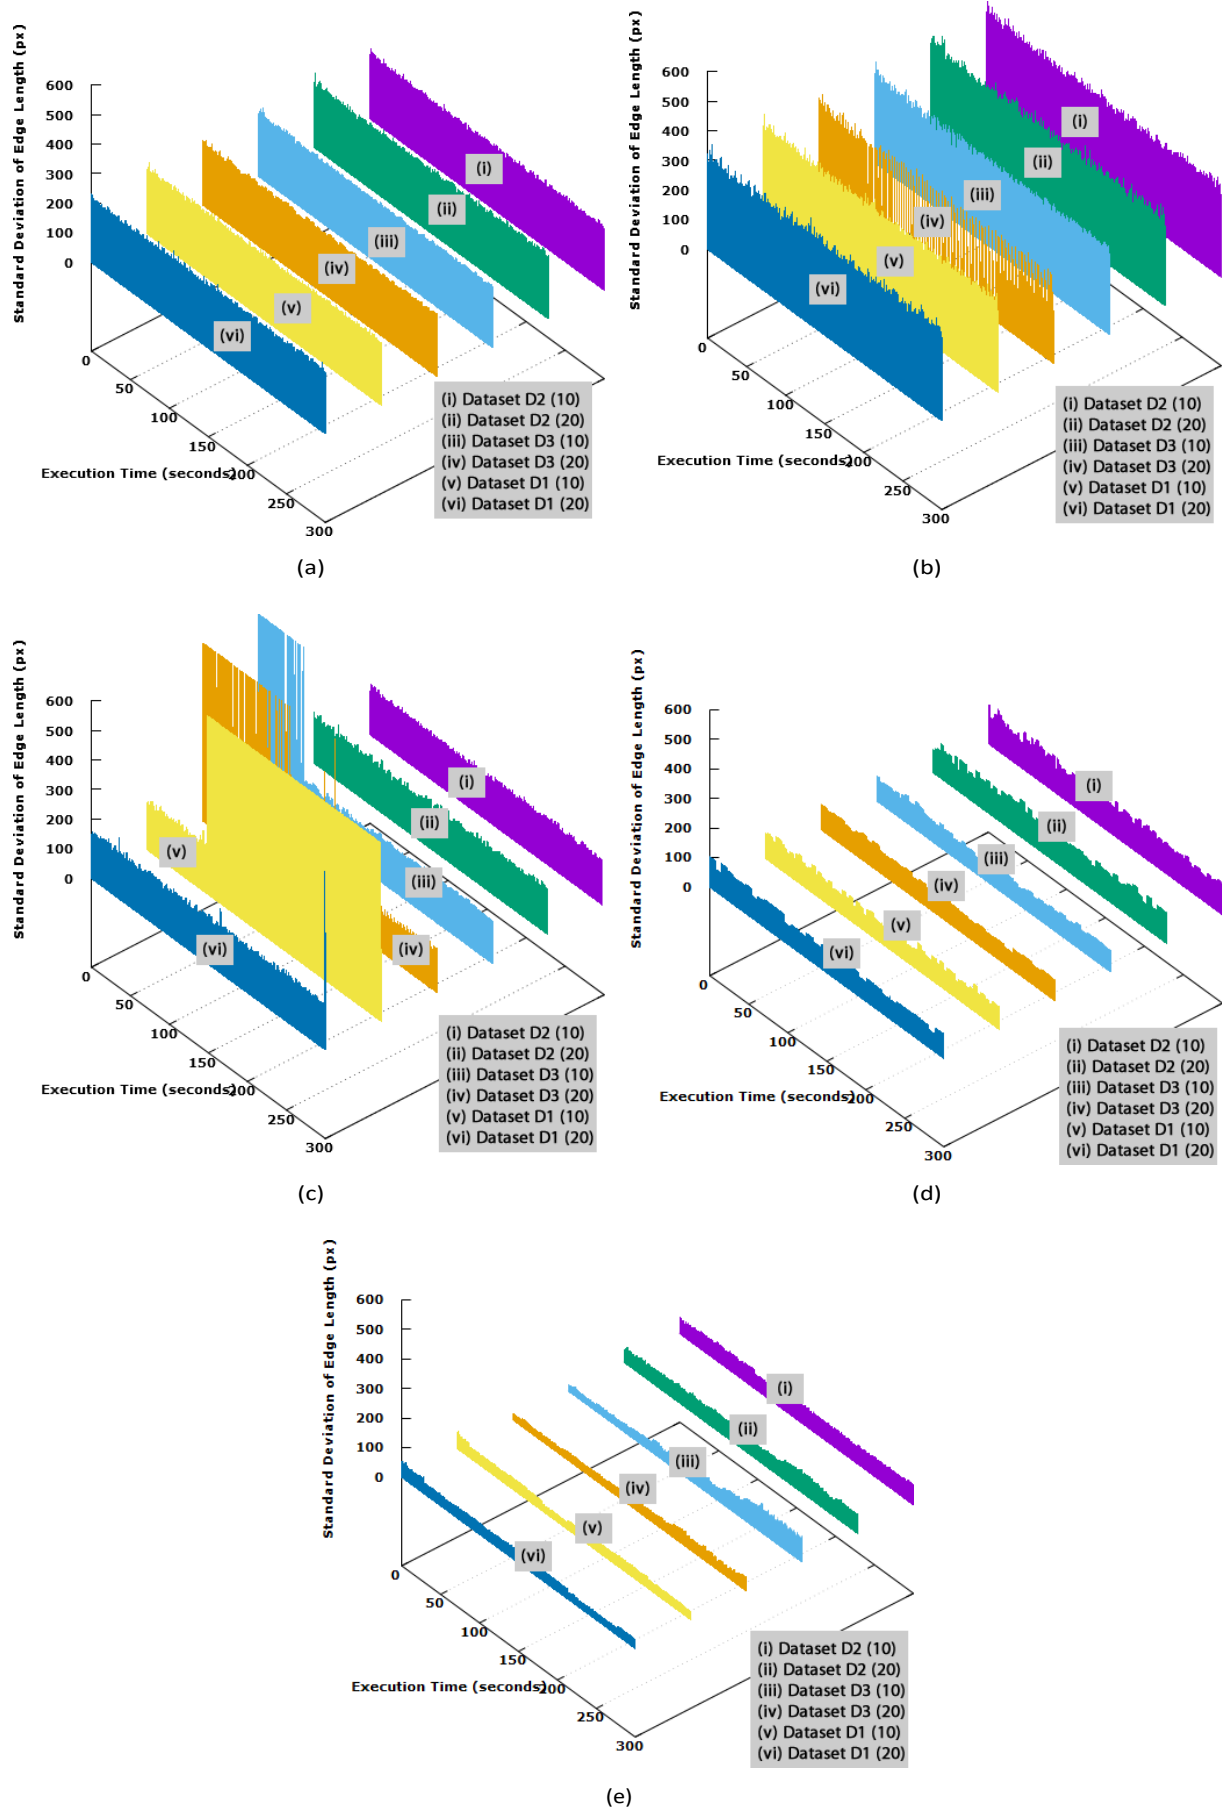 Standard Deviation of Edge Length (px)
600
500
400
300
200
100
0
(i)
(ii)
(iii)
(iv)
(v)
(vi)
0
50
100
150
200
250
300
Execution Time (seconds)
(i) Dataset D2 (10)
(ii) Dataset D2 (20)
(iii) Dataset D3 (10)
(iv) Dataset D3 (20)
(v) Dataset D1 (10)
(vi) Dataset D1 (20)
(a)
Standard Deviation of Edge Length (px)
600
500
400
300
200
100
0
(i)
(ii)
(iii)
(iv)
(v)
(vi)
0
50
100
150
200
250
300
Execution Time (seconds)
(i) Dataset D2 (10)
(ii) Dataset D2 (20)
(iii) Dataset D3 (10)
(iv) Dataset D3 (20)
(v) Dataset D1 (10)
(vi) Dataset D1 (20)
(b)
Standard Deviation of Edge Length (px)
600
500
400
300
200
100
0
(i)
(ii)
(iii)
(iv)
(v)
(vi)
0
50
100
150
200
250
300
Execution Time (seconds)
(i) Dataset D2 (10)
(ii) Dataset D2 (20)
(iii) Dataset D3 (10)
(iv) Dataset D3 (20)
(v) Dataset D1 (10)
(vi) Dataset D1 (20)
(c)
Standard Deviation of Edge Length (px)
600
500
400
300
200
100
0
(i)
(ii)
(iii)
(iv)
(v)
(vi)
0
50
100
150
200
250
300
Execution Time (seconds)
(i) Dataset D2 (10)
(ii) Dataset D2 (20)
(iii) Dataset D3 (10)
(iv) Dataset D3 (20)
(v) Dataset D1 (10)
(vi) Dataset D1 (20)
(d)
Standard Deviation of Edge Length (px)
600
500
400
300
200
100
0
(i)
(ii)
(iii)
(iv)
(v)
(vi)
0
50
100
150
200
250
300
Execution Time (seconds)
(i) Dataset D2 (10)
(ii) Dataset D2 (20)
(iii) Dataset D3 (10)
(iv) Dataset D3 (20)
(v) Dataset D1 (10)
(vi) Dataset D1 (20)
(e)